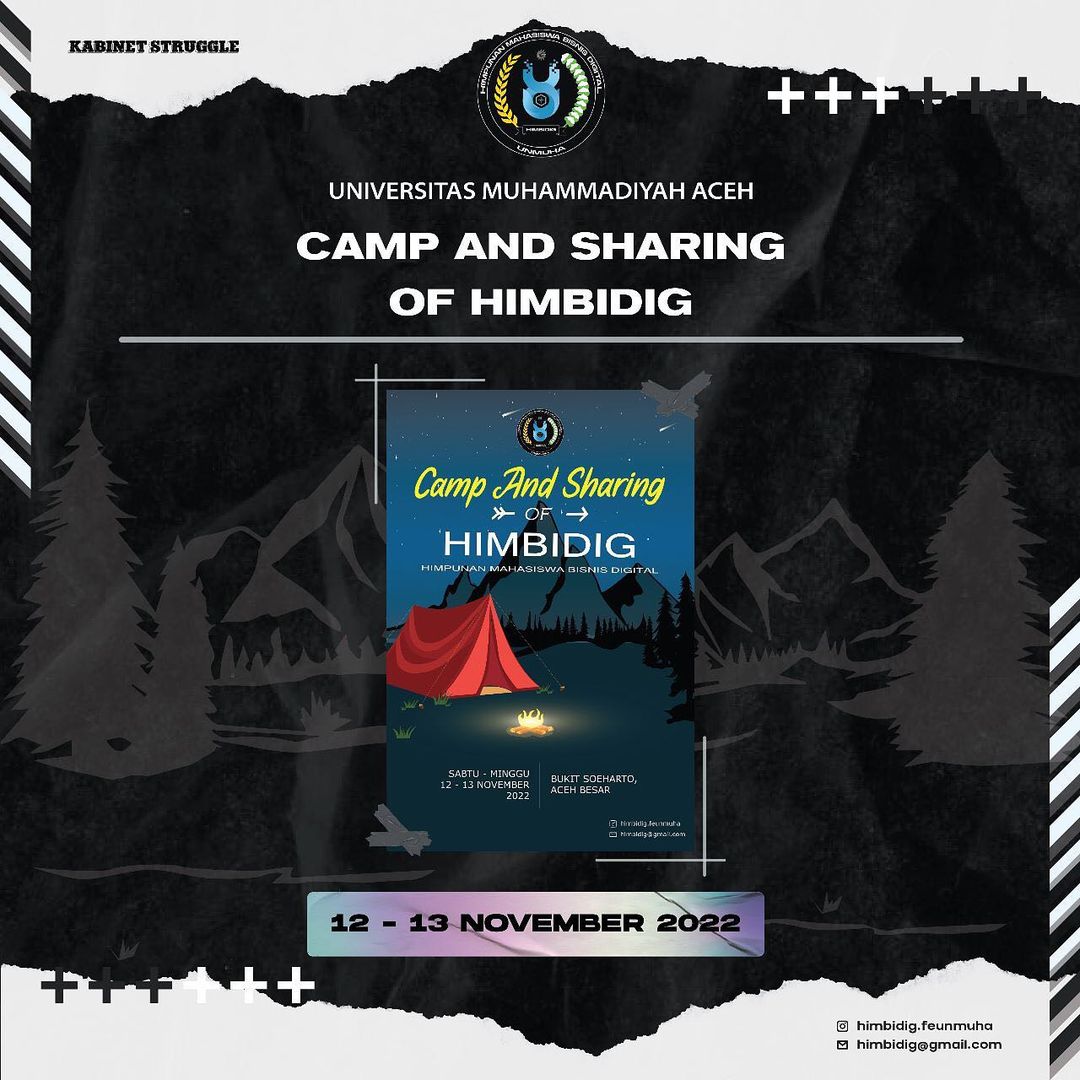 KABINET STRUGGLE
HIMPUNAN MAHASISWA BISNIS DIGITAL
HIMBIDIG
UNMUHA
UNIVERSITAS MUHAMMADIYAH ACEH
CAMP AND SHARING
OF HIMBIDIG
Camp And Sharing
OF
HIMBIDIG
HIMPUNAN MAHASISWA BISNIS DIGITAL
SABTU - MINGGU
12 - 13 NOVEMBER
2022
BUKIT SOEHARTO,
ACEH BESAR
himbidig.feunmuha
himbidig@gmail.com
12 - 13 NOVEMBER 2022
himbidig.feunmuha
himbidig@gmail.com